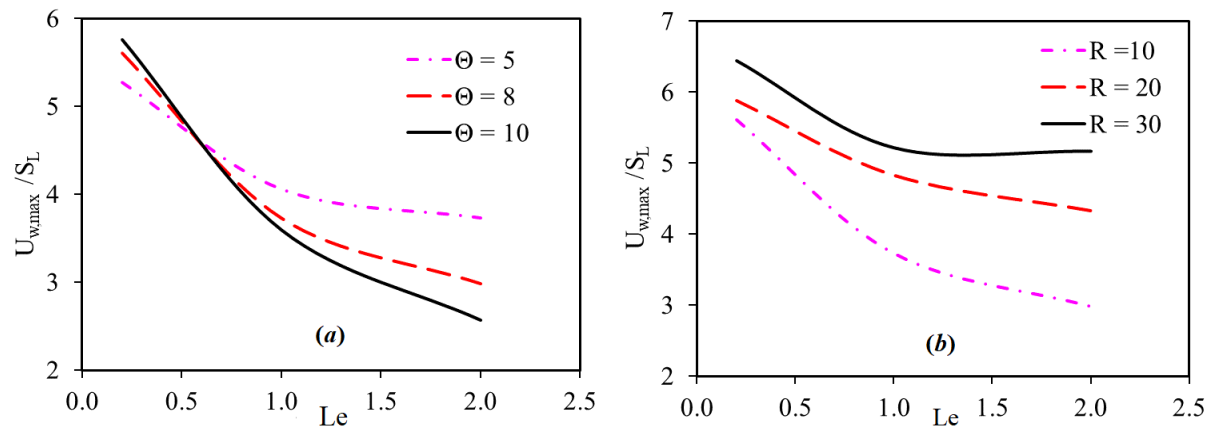 6
5
4
3
2
U_w,max /S_L
Θ = 5
Θ = 8
Θ = 10
(a)
0.0 0.5 1.0 1.5 2.0 2.5
Le
7
6
5
4
3
2
U_w,max /S_L
R =10
R = 20
R = 30
(b)
0.0 0.5 1.0 1.5 2.0 2.5
Le